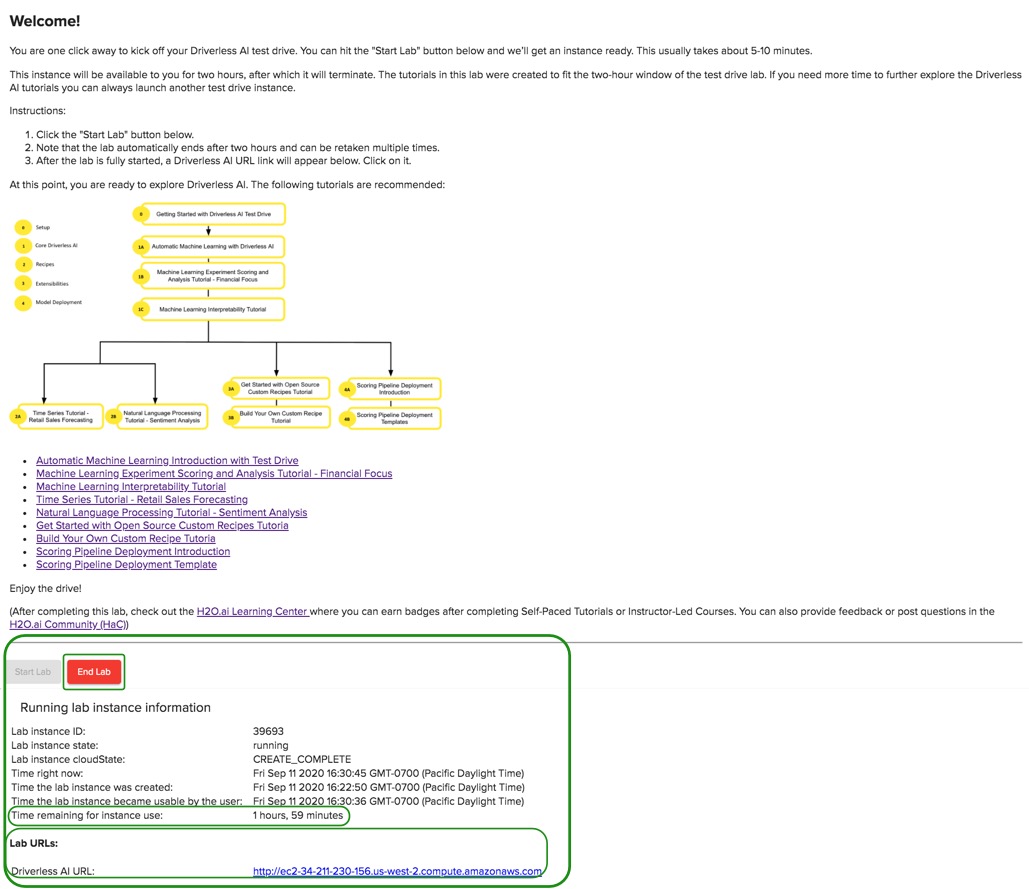 Welcome!
You are one click away to kick off your Driverless AI test drive. You can hit the "Start Lab" button below and we'll get an instance ready. This usually takes about 5-10 minutes.
This instance will be available to you for two hours, after which it will terminate. The tutorials in this lab were created to fit the two-hour window of the test drive lab. If you need more time to further explore the Driverless
AI tutorials you can always launch another test drive instance.
Instructions:
1. Click the "Start Lab" button below.
2. Note that the lab automatically ends after two hours and can be retaken multiple times.
3. After the lab is fully started, a Driverless AI URL link will appear below. Click on it.
At this point, you are ready to explore Driverless AI. The following tutorials are recommended:
0 Setup
1 Core Driverless AI
2 Recipes
3 Extensibilities
4 Model Deployment
0 Getting Started with Driverless AI Test Drive
1A Automatic Machine Learning with Driverless AI
1B Machine Learning Experiment Scoring and
Analysis Tutorial - Financial Focus
1C Machine Learning Interpretability Tutorial
2A Time Series Tutorial -
Retail Sales Forecasting
2B Natural Language Processing
Tutorial - Sentiment Analysis
3A Get Started with Open Source
Custom Recipes Tutorial
3B Build Your Own Custom Recipe
Tutorial
4A Scoring Pipeline Deployment
Introduction
4B Scoring Pipeline Deployment
Templates
• Automatic Machine Learning Introduction with Test Drive
• Machine Learning Experiment Scoring and Analysis Tutorial - Financial Focus
• Machine Learning Interpretability Tutorial
• Time Series Tutorial - Retail Sales Forecasting
• Natural Language Processing Tutorial - Sentiment Analysis
• Get Started with Open Source Custom Recipes Tutoria
• Build Your Own Custom Recipe Tutoria
• Scoring Pipeline Deployment Introduction
• Scoring Pipeline Deployment Template
Enjoy the drive!
(After completing this lab, check out the H2O.ai Learning Center where you can earn badges after completing Self-Paced Tutorials or Instructor-Led Courses. You can also provide feedback or post questions in the
H2O.ai Community (HaC))
Start Lab End Lab
Running lab instance information
Lab instance ID: 39693
Lab instance state: running
Lab instance cloudState: CREATE_COMPLETE
Time right now: Fri Sep 11 2020 16:30:45 GMT-0700 (Pacific Daylight Time)
Time the lab instance was created: Fri Sep 11 2020 16:22:50 GMT-0700 (Pacific Daylight Time)
Time the lab instance became usable by the user: Fri Sep 11 2020 16:30:36 GMT-0700 (Pacific Daylight Time)
Time remaining for instance use: 1 hours, 59 minutes
Lab URLs:
Driverless AI URL: http://ec2-34-211-230-156.us-west-2.compute.amazonaws.com